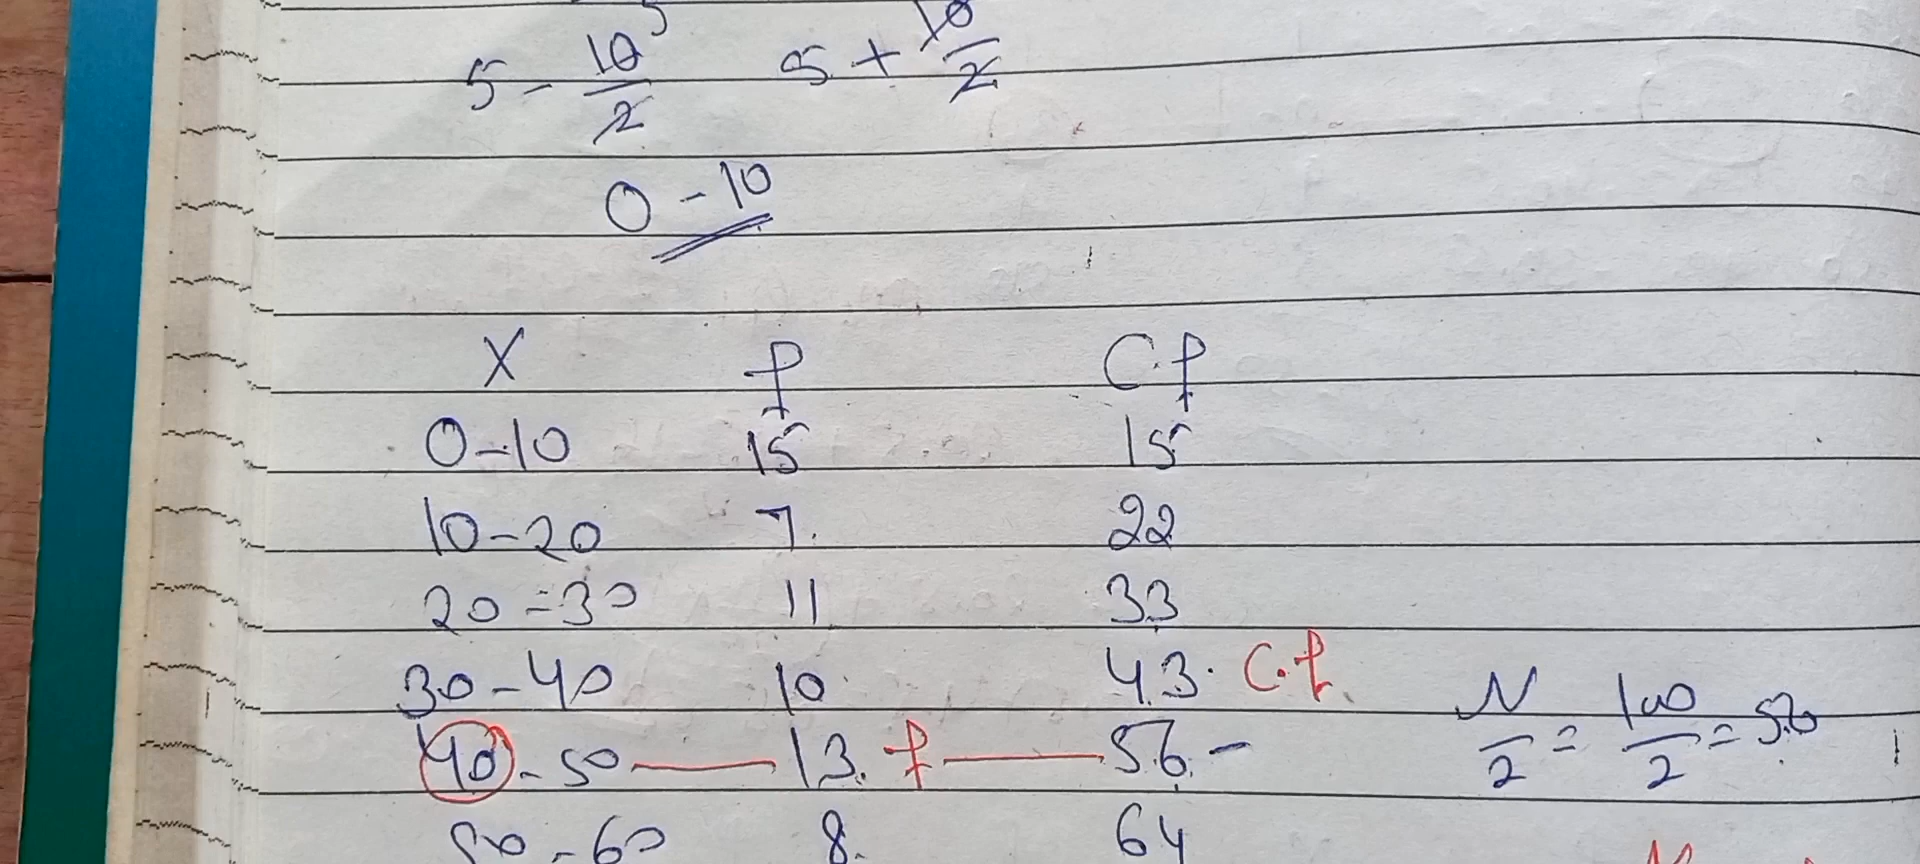 5 - 10/2 5 + 10/2
5
0 - 10
X f C.f
0-10 15 15
10-20 7. 22
20-30 11 33
30-40 10 43. C.f
N/2 = 100/2 = 50
40-50 13. f 56. -
50-60 8. 64